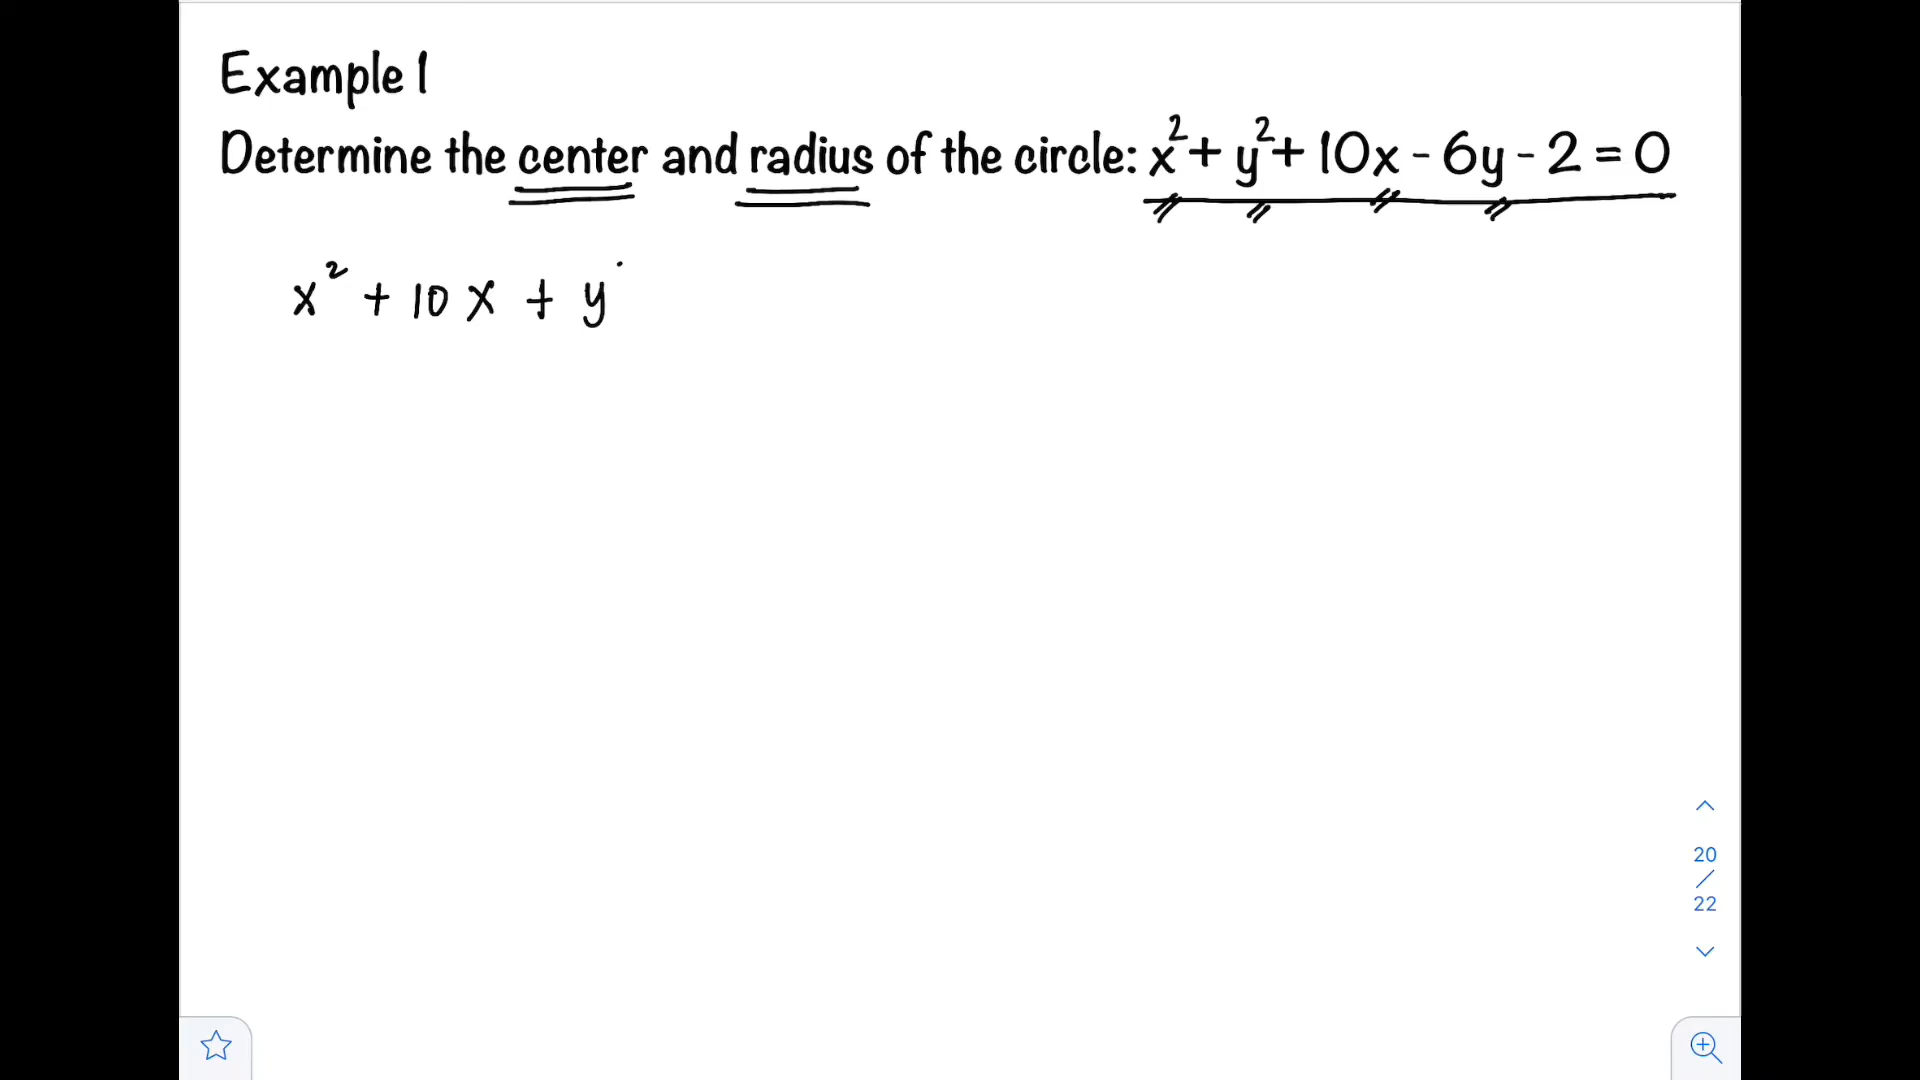 Example 1
Determine the center and radius of the circle: x² + y² + 10x - 6y - 2 = 0
x² + 10x + y
20
/
22